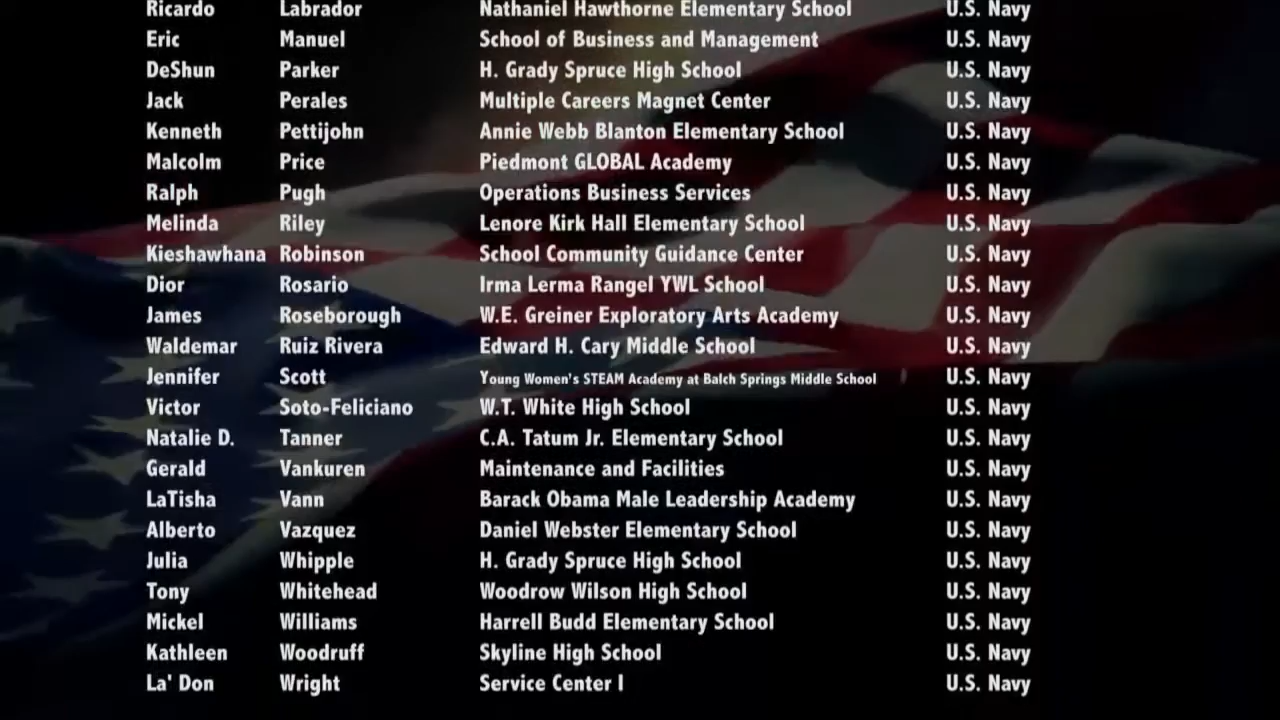 Ricardo Labrador Nathaniel Hawthorne Elementary School U.S. Navy
Eric Manuel School of Business and Management U.S. Navy
DeShun Parker H. Grady Spruce High School U.S. Navy
Jack Perales Multiple Careers Magnet Center U.S. Navy
Kenneth Pettijohn Annie Webb Blanton Elementary School U.S. Navy
Malcolm Price Piedmont GLOBAL Academy U.S. Navy
Ralph Pugh Operations Business Services U.S. Navy
Melinda Riley Lenore Kirk Hall Elementary School U.S. Navy
Kieshawhana Robinson School Community Guidance Center U.S. Navy
Dior Rosario Irma Lerma Rangel YWL School U.S. Navy
James Roseborough W.E. Greiner Exploratory Arts Academy U.S. Navy
Waldemar Ruiz Rivera Edward H. Cary Middle School U.S. Navy
Jennifer Scott Young Women's STEAM Academy at Balch Springs Middle School U.S. Navy
Victor Soto-Feliciano W.T. White High School U.S. Navy
Natalie D. Tanner C.A. Tatum Jr. Elementary School U.S. Navy
Gerald Vankuren Maintenance and Facilities U.S. Navy
LaTisha Vann Barack Obama Male Leadership Academy U.S. Navy
Alberto Vazquez Daniel Webster Elementary School U.S. Navy
Julia Whipple H. Grady Spruce High School U.S. Navy
Tony Whitehead Woodrow Wilson High School U.S. Navy
Mickel Williams Harrell Budd Elementary School U.S. Navy
Kathleen Woodruff Skyline High School U.S. Navy
La' Don Wright Service Center I U.S. Navy